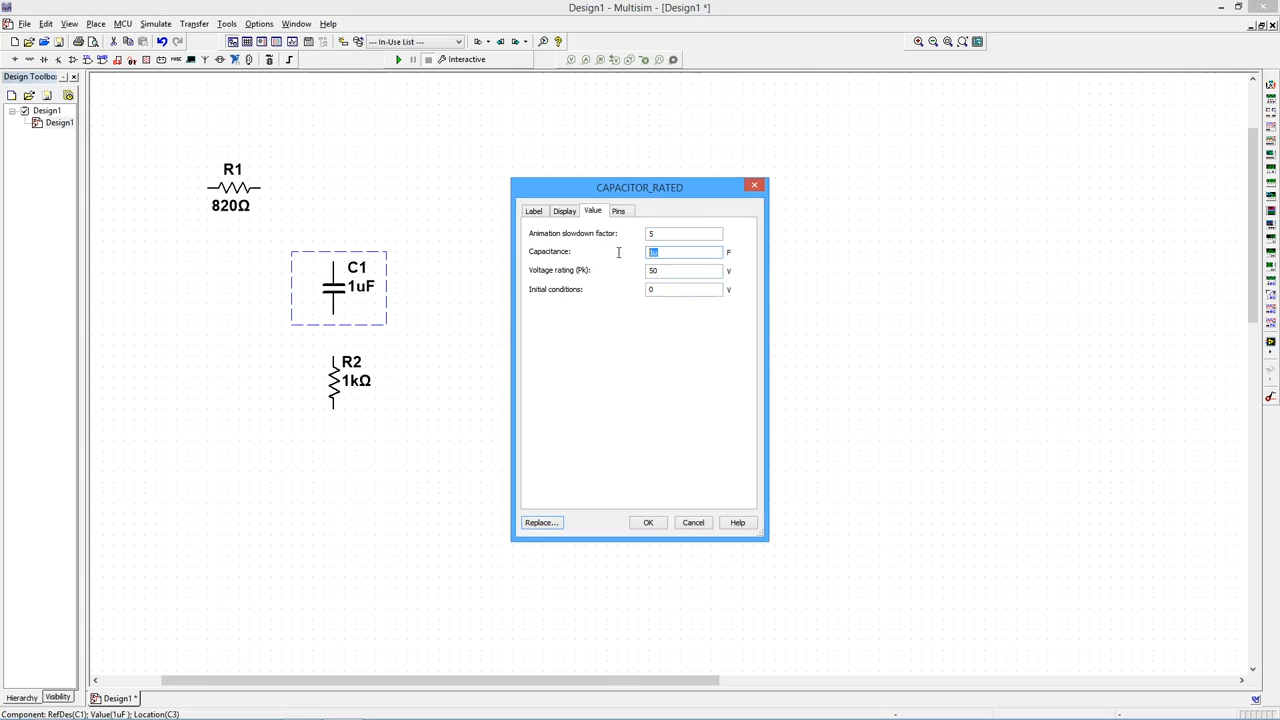 Design1 - Multisim - [Design1 *]
File Edit View Place MCU Simulate Transfer Tools Options Window Help
--- In-Use List ---
Interactive
Design Toolbo
Design1
Design1
R1
820Ω
C1
1uF
R2
1kΩ
CAPACITOR_RATED
Label Display Value Pins
Animation slowdown factor: 5
Capacitance: 1u F
Voltage rating (Pk): 50 V
Initial conditions: 0 V
Replace... OK Cancel Help
Hierarchy Visibility
Design1 *
Component: RefDes(C1); Value(1uF ); Location(C3)